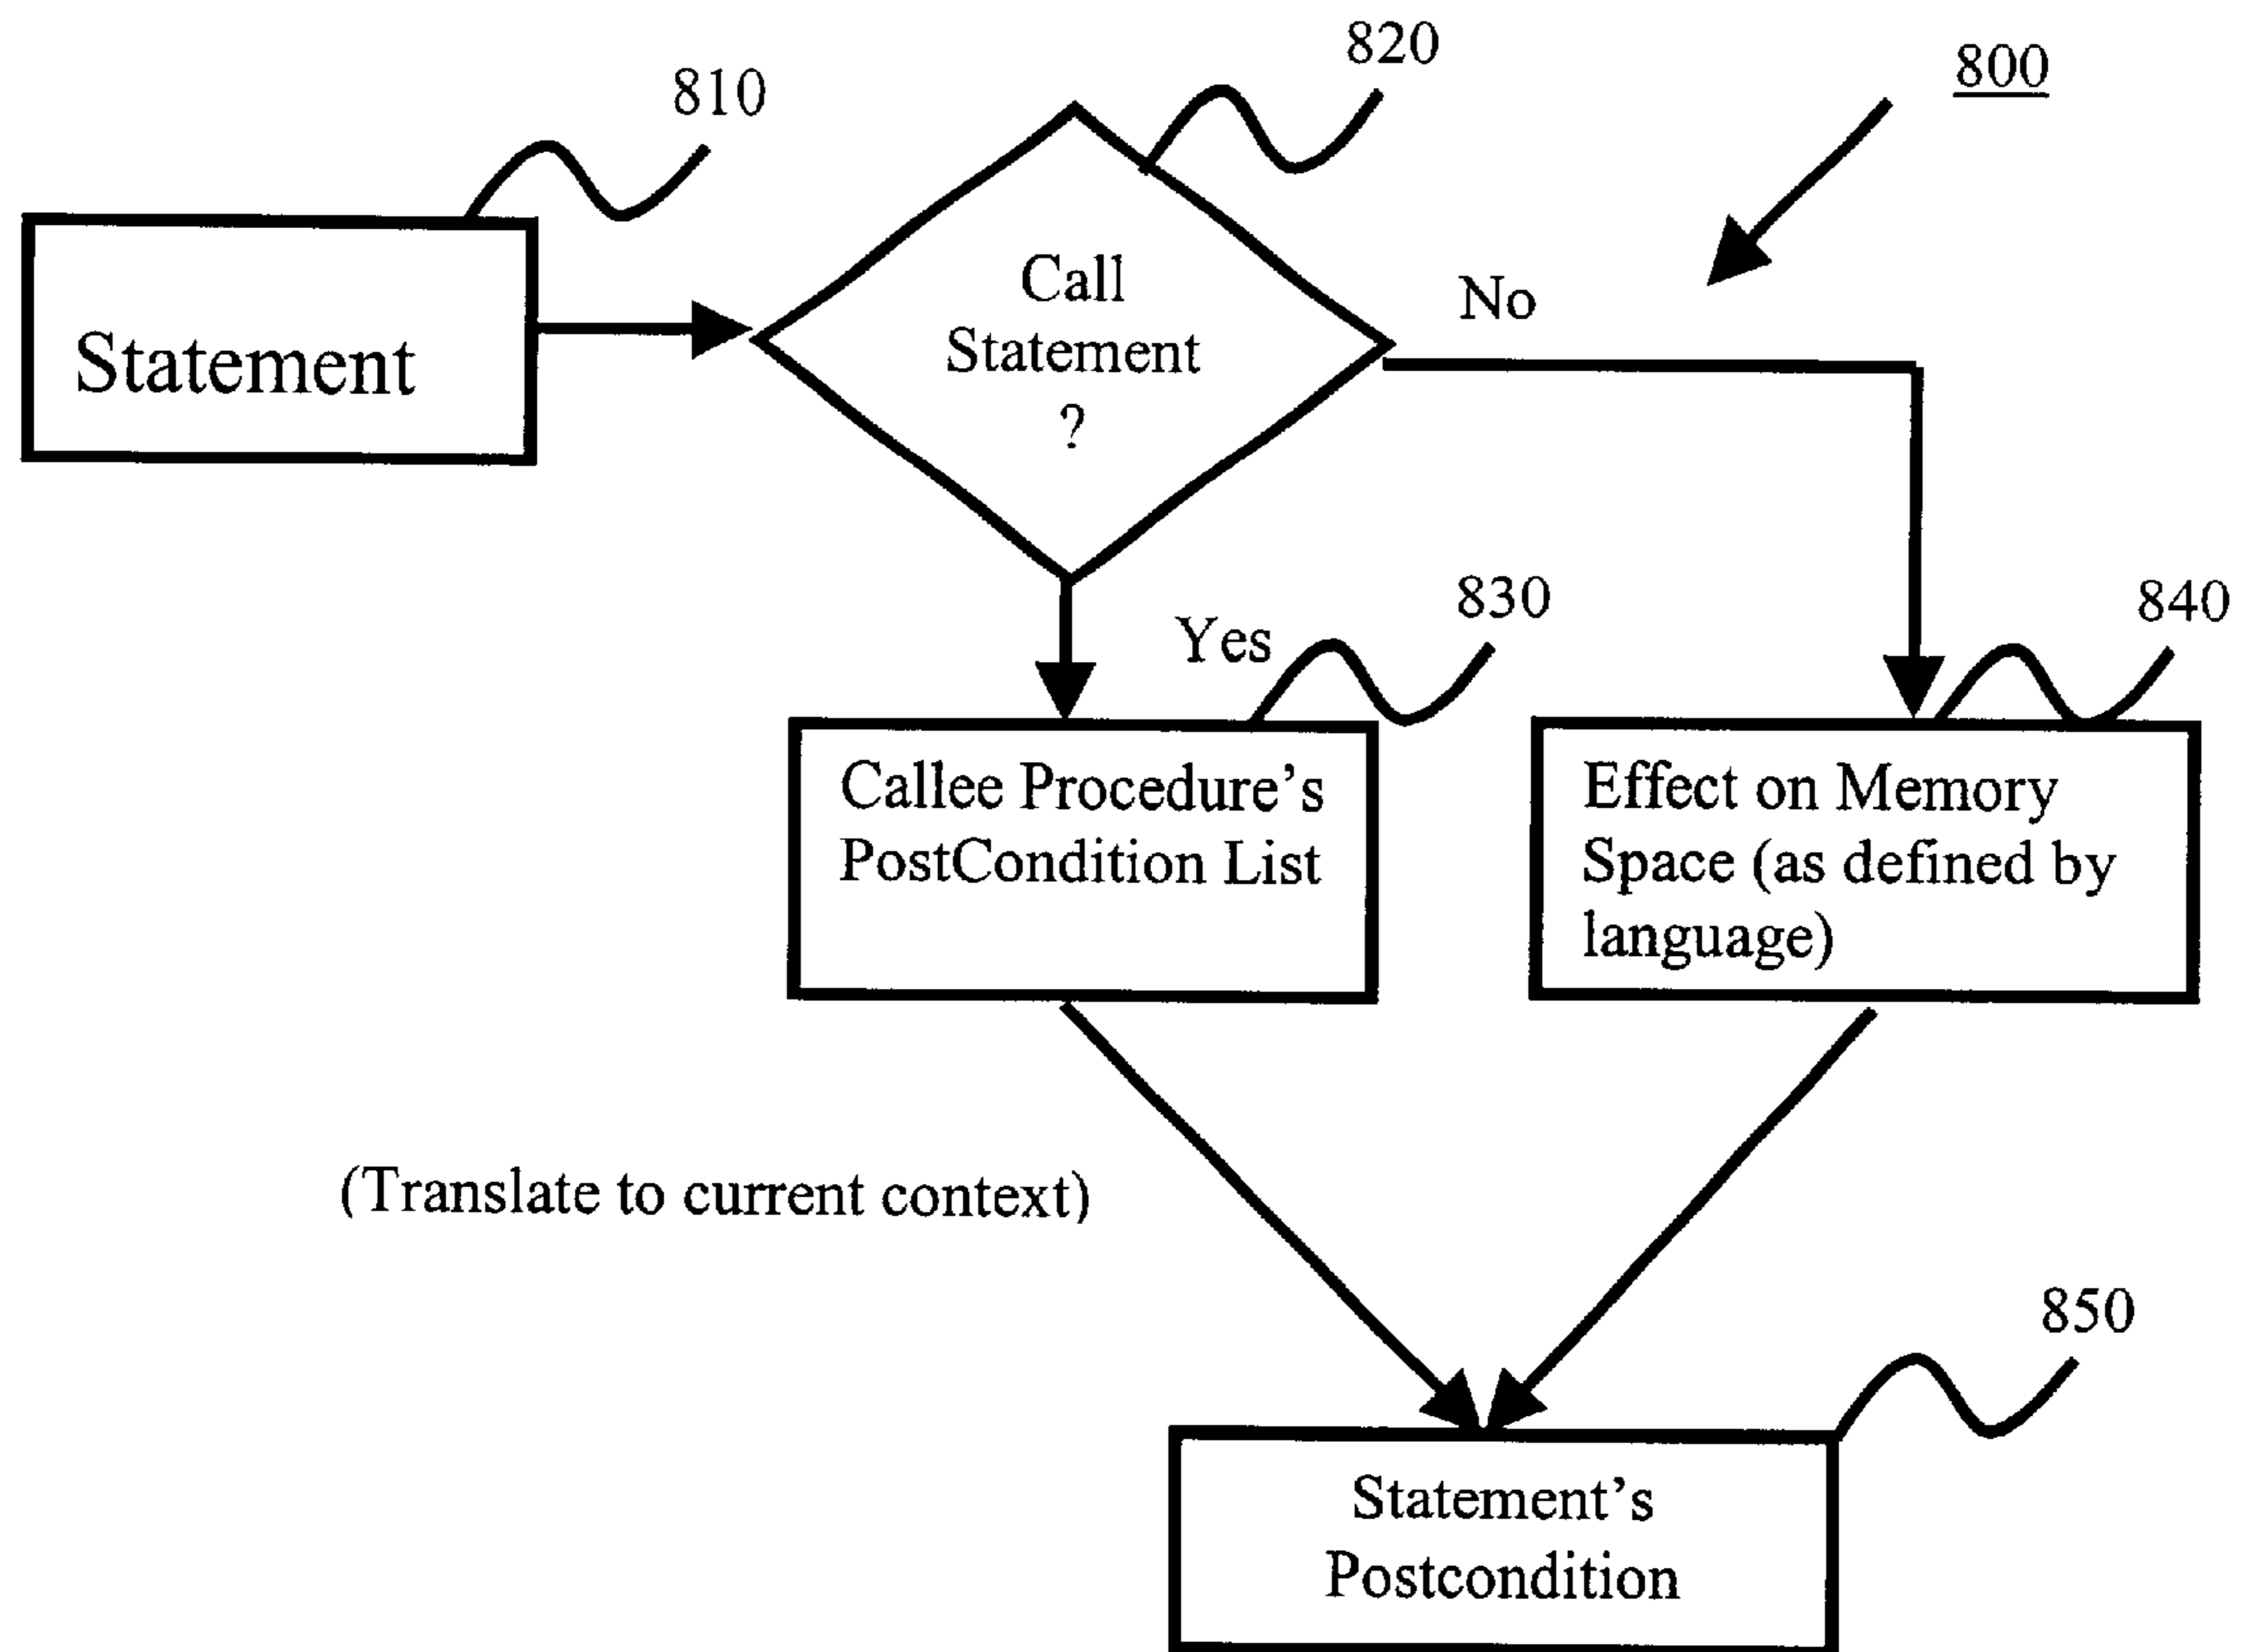 820
800
810
Call
Statement
?
No
Statement
830
840
Yes
Callee Procedure’s
PostCondition List
Effect on Memory
Space (as defined by
language)
(Translate to current context)
850
Statement’s
Postcondition